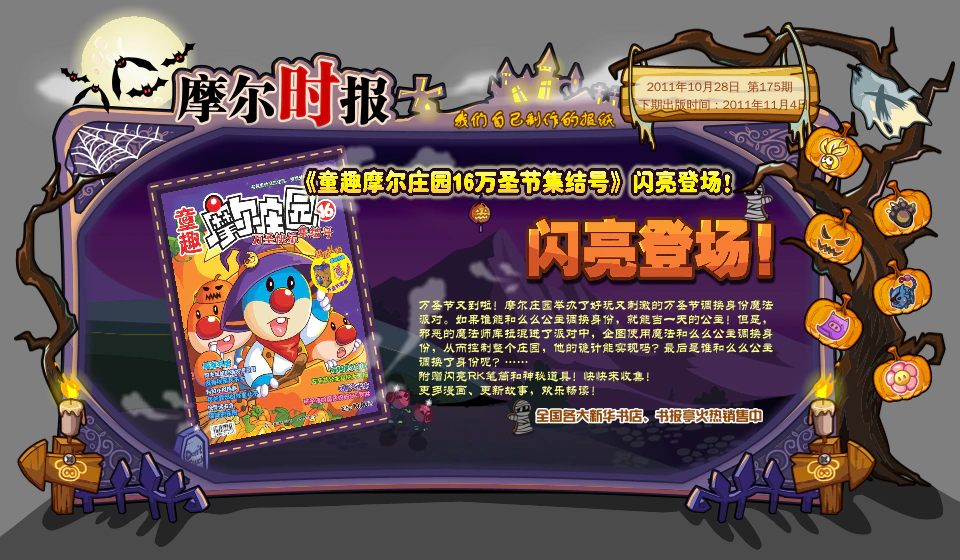 摩尔时报
我们自己制作的报纸
2011年10月28日 第175期
下期出版时间：2011年11月4日
《童趣摩尔庄园16万圣节集结号》闪亮登场！
童趣
摩尔庄园
16
万圣快乐集结号
闪亮登场！
万圣节又到啦！摩尔庄园举办了好玩又刺激的万圣节调换身份魔法
派对。如果谁能和么么公主调换身份，就能当一天的公主！但是，
邪恶的魔法师库拉混进了派对中，企图使用魔法和么么公主调换身
份，从而控制整个庄园，他的诡计能实现吗？最后是谁和么么公主
调换了身份呢？……
附赠闪亮RK笔筒和神秘道具！快快来收集！
更多漫画、更新故事，欢乐畅读！
全国各大新华书店、书报亭火热销售中